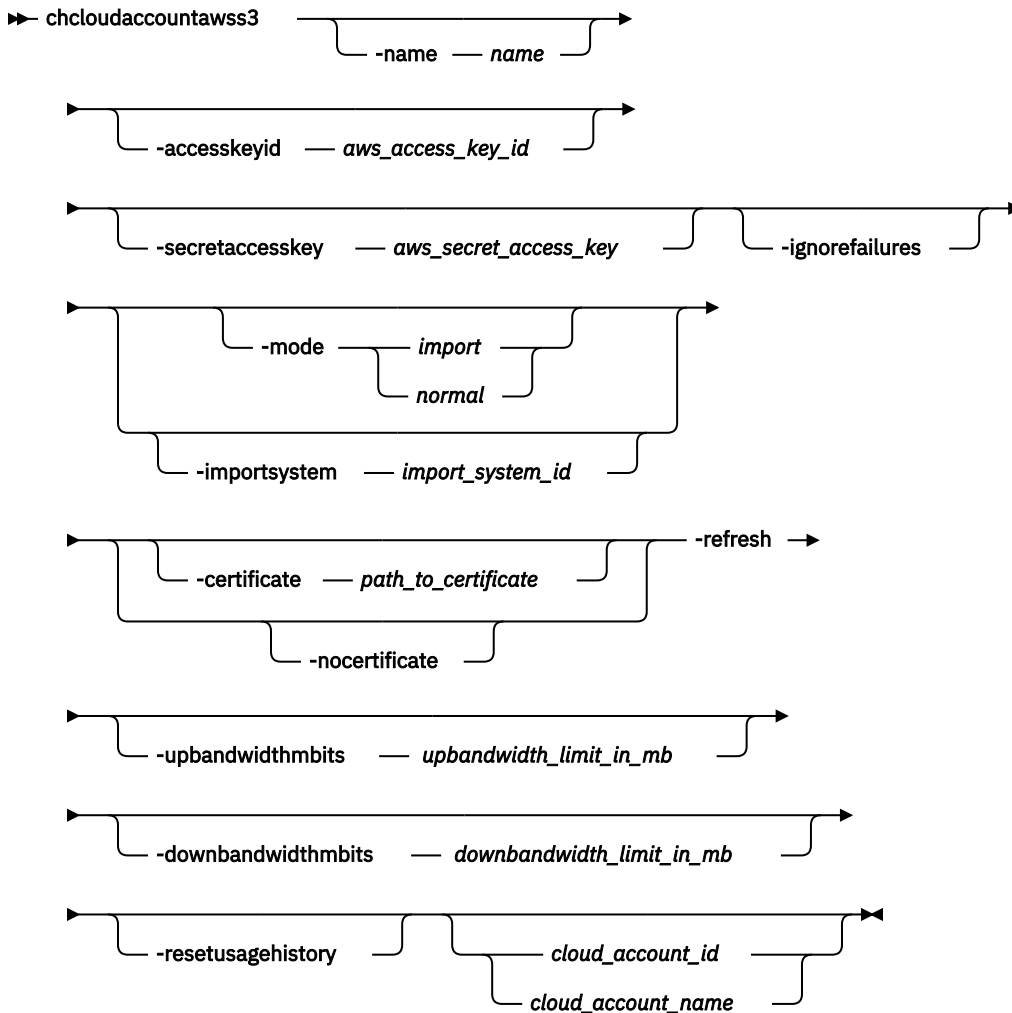 chcloudaccountawss3
-name name
-accesskeyid aws_access_key_id
-secretaccesskey aws_secret_access_key -ignorefailures
-mode import
normal
-importsystem import_system_id
-refresh
-certificate path_to_certificate
-nocertificate
-upbandwidthmbits upbandwidth_limit_in_mb
-downbandwidthmbits downbandwidth_limit_in_mb
-resetusagehistory cloud_account_id
cloud_account_name